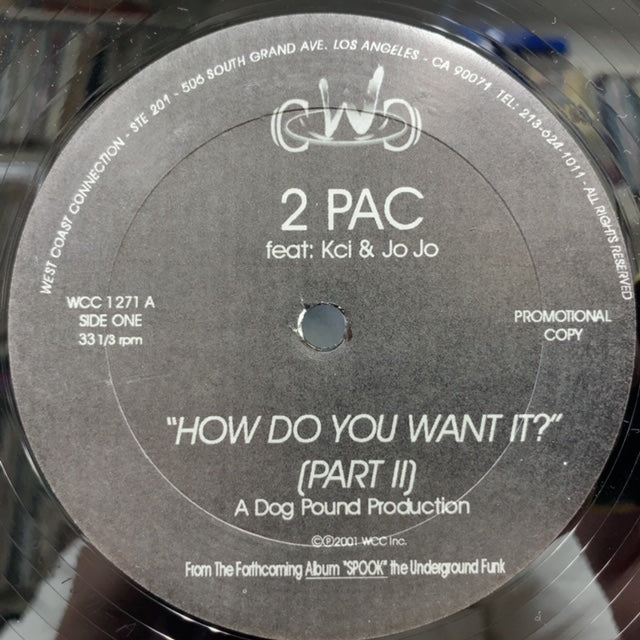 WEST COAST CONNECTION - STE 201 - 506 SOUTH GRAND AVE. LOS ANGELES - CA 90071 TEL: 213-624-1011 - ALL RIGHTS RESERVED
CWC
2 PAC
feat: Kci & Jo Jo
WCC 1271 A
SIDE ONE
33 1/3 rpm
PROMOTIONAL
COPY
"HOW DO YOU WANT IT?"
(PART II)
A Dog Pound Production
©℗2001 WCC Inc.
From The Forthcoming Album "SPOOK" the Underground Funk